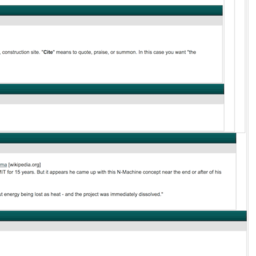 construction site. "Cite" means to quote, praise, or summon. In this case you want "the
[wikipedia.org]
for 15 years. But it appears he came up with this N-Machine concept near the end or after of his
energy being lost as heat - and the project was immediately dissolved."